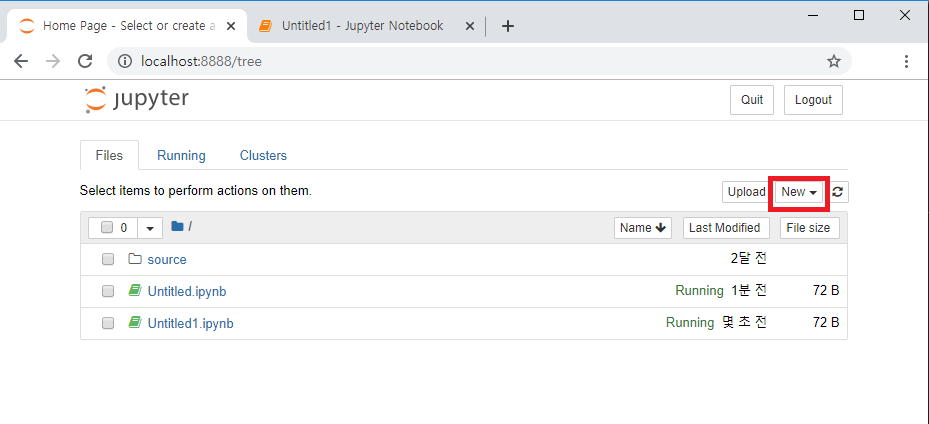 Home Page - Select or create a
Untitled1 - Jupyter Notebook
localhost:8888/tree
jupyter
Quit
Logout
Files
Running
Clusters
Select items to perform actions on them.
Upload
New
0
/
Name
Last Modified
File size
source
2달 전
Untitled.ipynb
Running
1분 전
72 B
Untitled1.ipynb
Running
몇 초 전
72 B